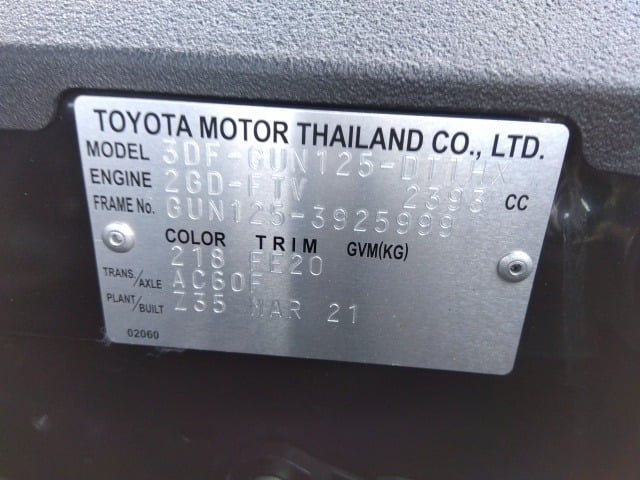 TOYOTA MOTOR THAILAND CO., LTD.
MODEL 3DF-GUN125-DTTHX
ENGINE 2GD-FTV 2393 CC
FRAME No. GUN125-3925999
COLOR TRIM GVM(KG)
218 FE20
TRANS./AXLE AC60F
PLANT/BUILT Z35 MAR 21
02060